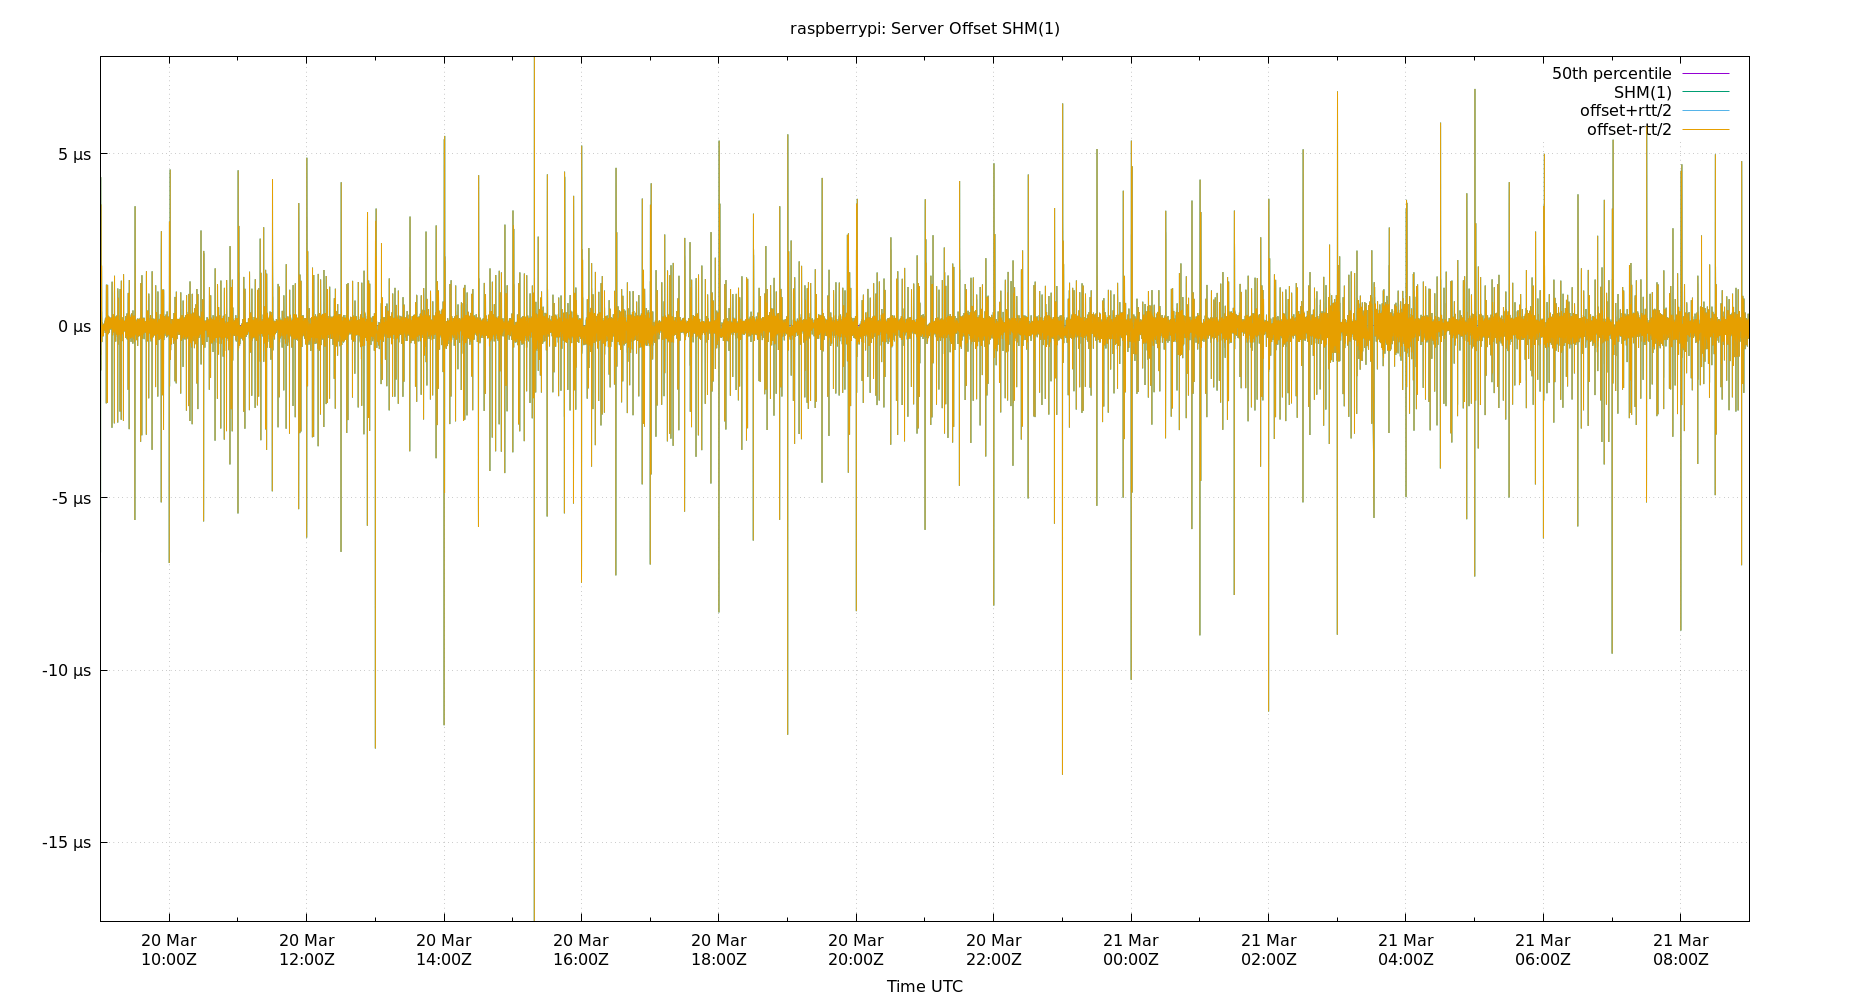 raspberrypi: Server Offset SHM(1)
50th percentile
SHM(1)
offset+rtt/2
offset-rtt/2
5 µs
0 µs
-5 µs
-10 µs
-15 µs
20 Mar 20 Mar 20 Mar 20 Mar 20 Mar 20 Mar 20 Mar 21 Mar 21 Mar 21 Mar 21 Mar 21 Mar
10:00Z 12:00Z 14:00Z 16:00Z 18:00Z 20:00Z 22:00Z 00:00Z 02:00Z 04:00Z 06:00Z 08:00Z
Time UTC